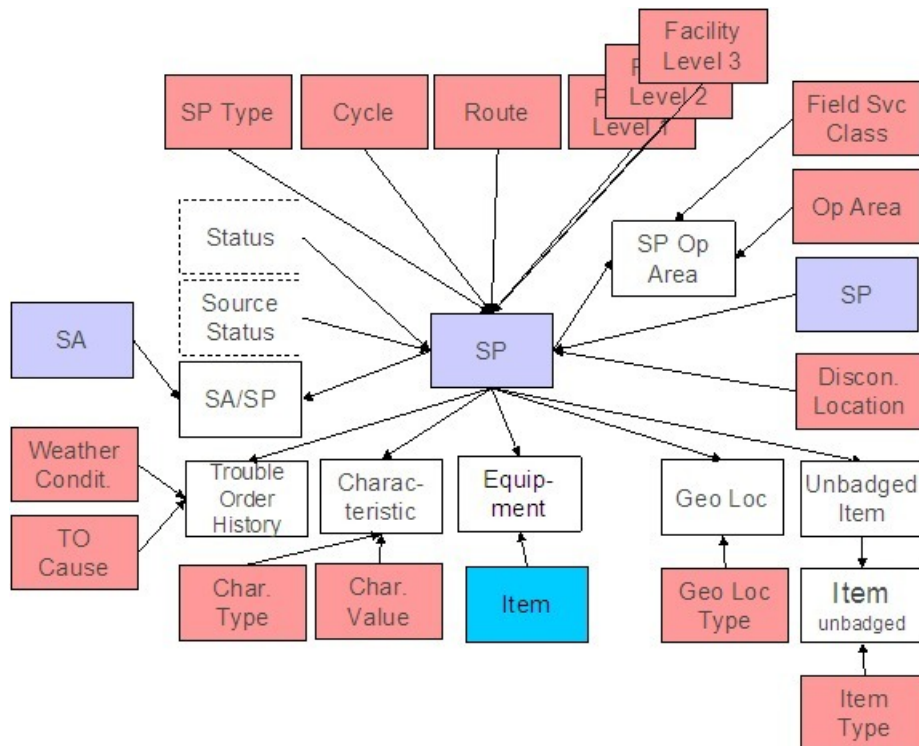 Facility
Level 3
Level 2
Level 1
SP Type
Cycle
Route
Field Svc
Class
Op Area
Status
SP Op
Area
SP
Source
Status
SA
SP
SA/SP
Discon.
Location
Weather
Condit.
Trouble
Order
History
Charac-
teristic
Equip-
ment
Geo Loc
Unbadged
Item
TO
Cause
Char.
Type
Char.
Value
Item
Geo Loc
Type
Item
unbadged
Item
Type